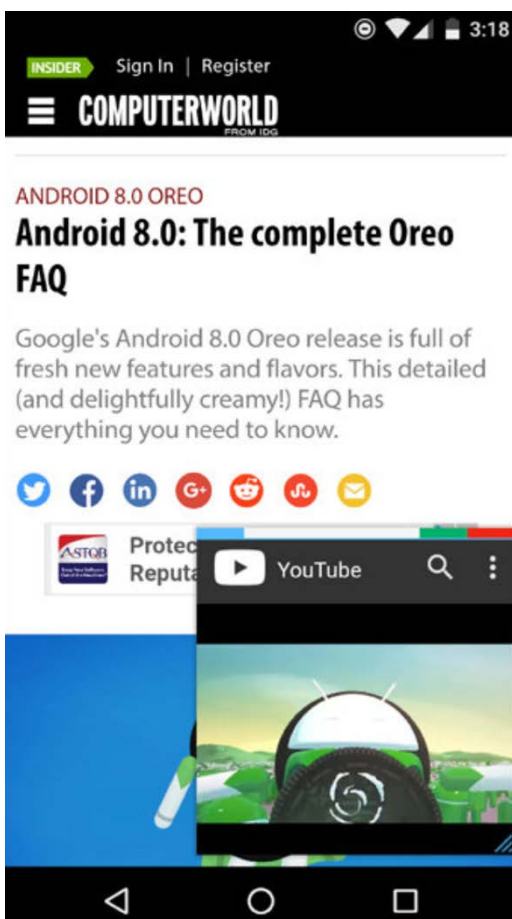 3:18
INSIDER Sign In | Register
COMPUTERWORLD
FROM IDG
ANDROID 8.0 OREO
Android 8.0: The complete Oreo
FAQ
Google's Android 8.0 Oreo release is full of
fresh new features and flavors. This detailed
(and delightfully creamy!) FAQ has
everything you need to know.
in G+
ASTQB
Protec
Reputa
YouTube